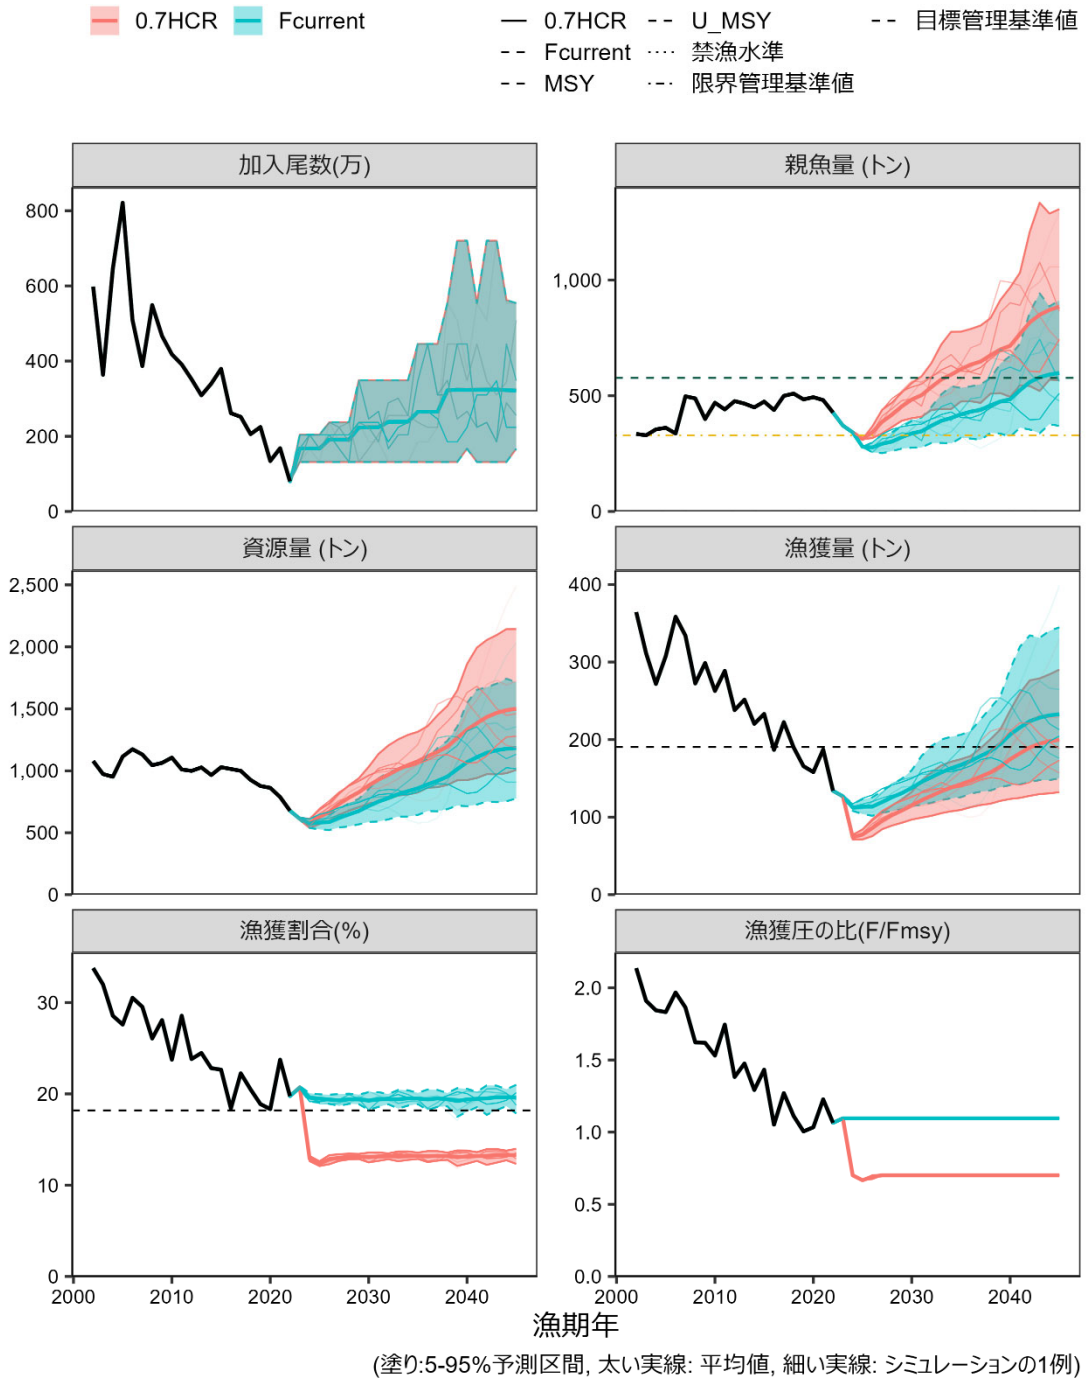 0.7HCR Fcurrent
0.7HCR U_MSY 目標管理基準値
Fcurrent 禁漁水準
MSY 限界管理基準値
加入尾数(万) 親魚量 (トン)
800
600
400
200
0
1,000
500
0
資源量 (トン) 漁獲量 (トン)
2,500
2,000
1,500
1,000
500
0
400
300
200
100
0
漁獲割合(%) 漁獲圧の比(F/Fmsy)
30
20
10
0
2.0
1.5
1.0
0.5
0.0
2000 2010 2020 2030 2040 2000 2010 2020 2030 2040
漁期年
(塗り:5-95%予測区間, 太い実線: 平均値, 細い実線: シミュレーションの1例)